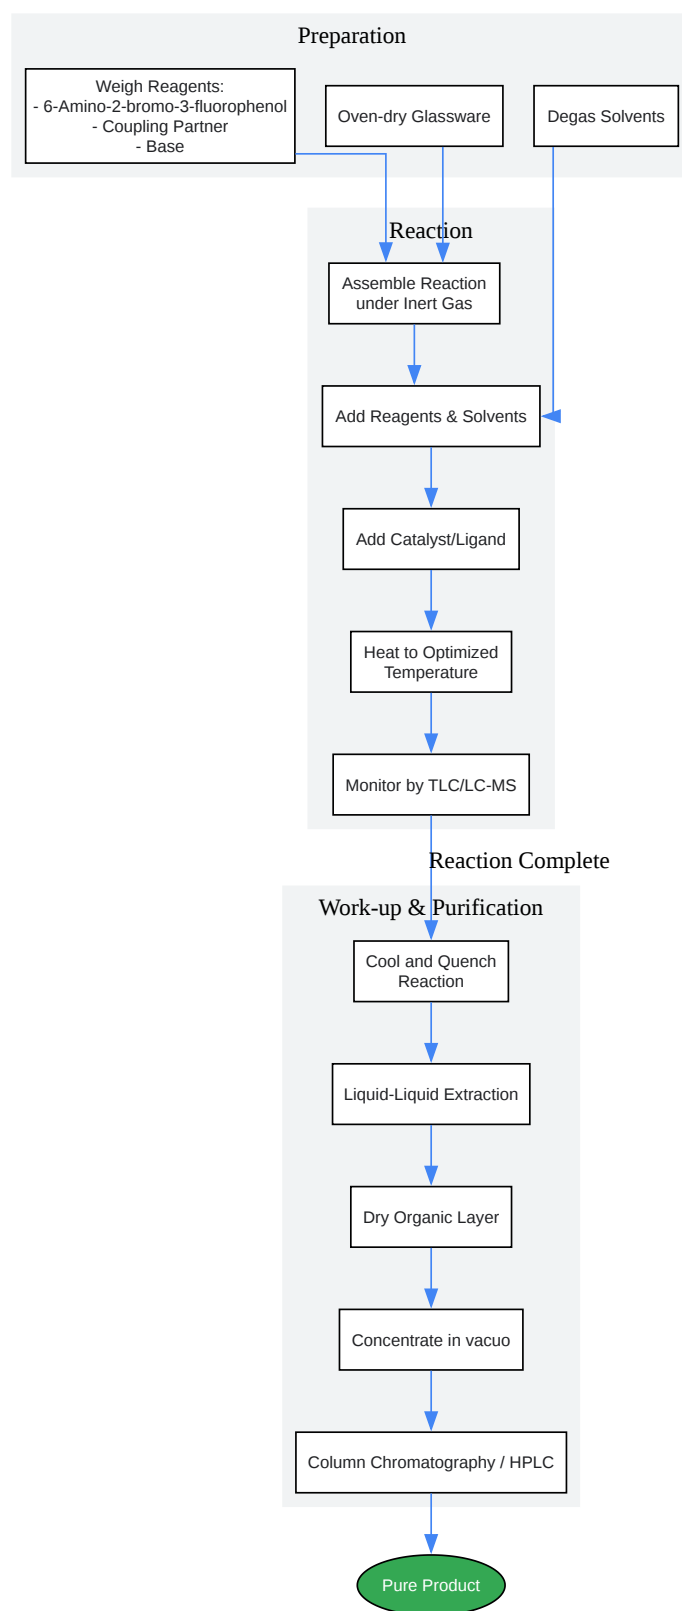 Preparation
Weigh Reagents:
- 6-Amino-2-bromo-3-fluorophenol
- Coupling Partner
- Base
Oven-dry Glassware
Degas Solvents
Reaction
Assemble Reaction
under Inert Gas
Add Reagents & Solvents
Add Catalyst/Ligand
Heat to Optimized
Temperature
Monitor by TLC/LC-MS
Reaction Complete
Work-up & Purification
Cool and Quench
Reaction
Liquid-Liquid Extraction
Dry Organic Layer
Concentrate in vacuo
Column Chromatography / HPLC
Pure Product